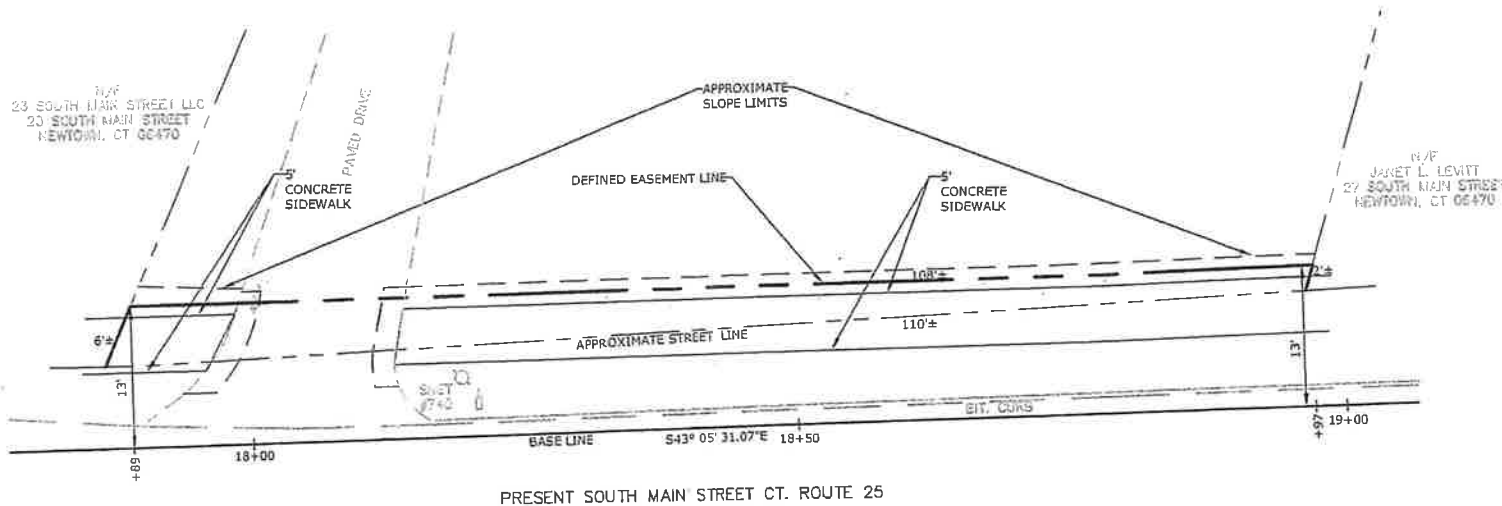 N/F
23 SOUTH MAIN STREET LLC
23 SOUTH MAIN STREET
NEWTOWN, CT 06470
PAVED DRIVE
5'
CONCRETE
SIDEWALK
APPROXIMATE
SLOPE LIMITS
DEFINED EASEMENT LINE
5'
CONCRETE
SIDEWALK
N/F
JANET L. LEVITT
27 SOUTH MAIN STREET
NEWTOWN, CT 06470
108'±
2'±
6'±
APPROXIMATE STREET LINE
110'±
13'
13'
SNET
BIT. CURB
+89
18+00
BASE LINE
S43° 05' 31.07"E
18+50
+97
19+00
PRESENT SOUTH MAIN STREET CT. ROUTE 25